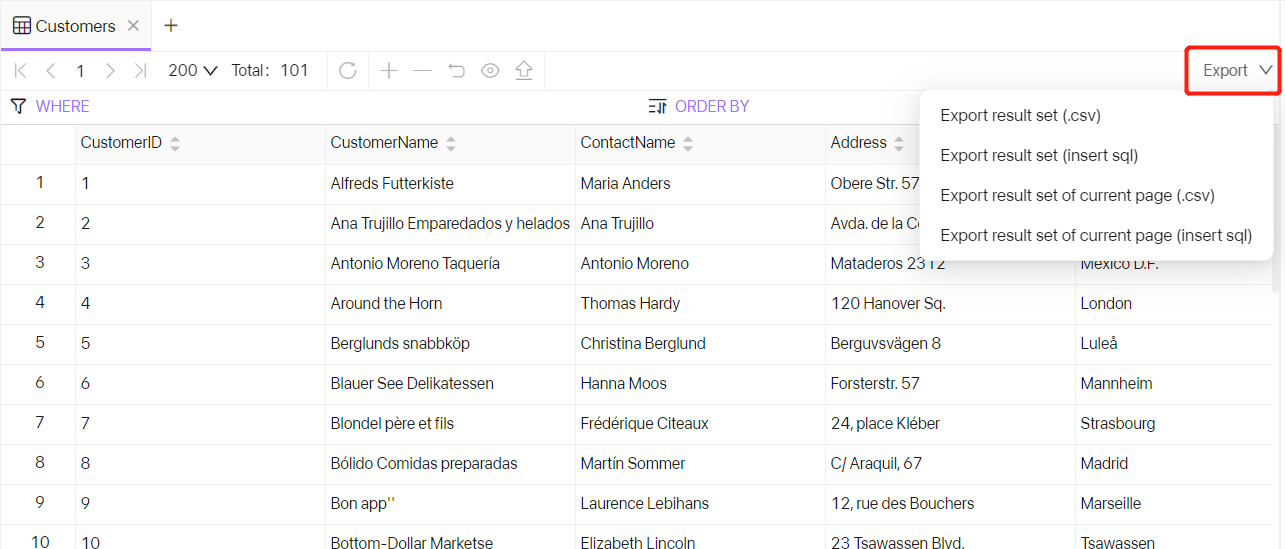 Customers
1 200 Total: 101 Export
WHERE ORDER BY
Export result set (.csv)
Export result set (insert sql)
Export result set of current page (.csv)
Export result set of current page (insert sql)
CustomerID CustomerName ContactName Address
1 1 Alfreds Futterkiste Maria Anders Obere Str. 57
2 2 Ana Trujillo Emparedados y helados Ana Trujillo Avda. de la
3 3 Antonio Moreno Taquería Antonio Moreno Mataderos 2312 México D.F.
4 4 Around the Horn Thomas Hardy 120 Hanover Sq. London
5 5 Berglunds snabbköp Christina Berglund Berguvsvägen 8 Luleå
6 6 Blauer See Delikatessen Hanna Moos Forsterstr. 57 Mannheim
7 7 Blondel père et fils Frédérique Citeaux 24, place Kléber Strasbourg
8 8 Bólido Comidas preparadas Martín Sommer C/ Araquil, 67 Madrid
9 9 Bon app'' Laurence Lebihans 12, rue des Bouchers Marseille
10 10 Bottom-Dollar Marketse Elizabeth Lincoln 23 Tsawassen Blvd. Tsawassen